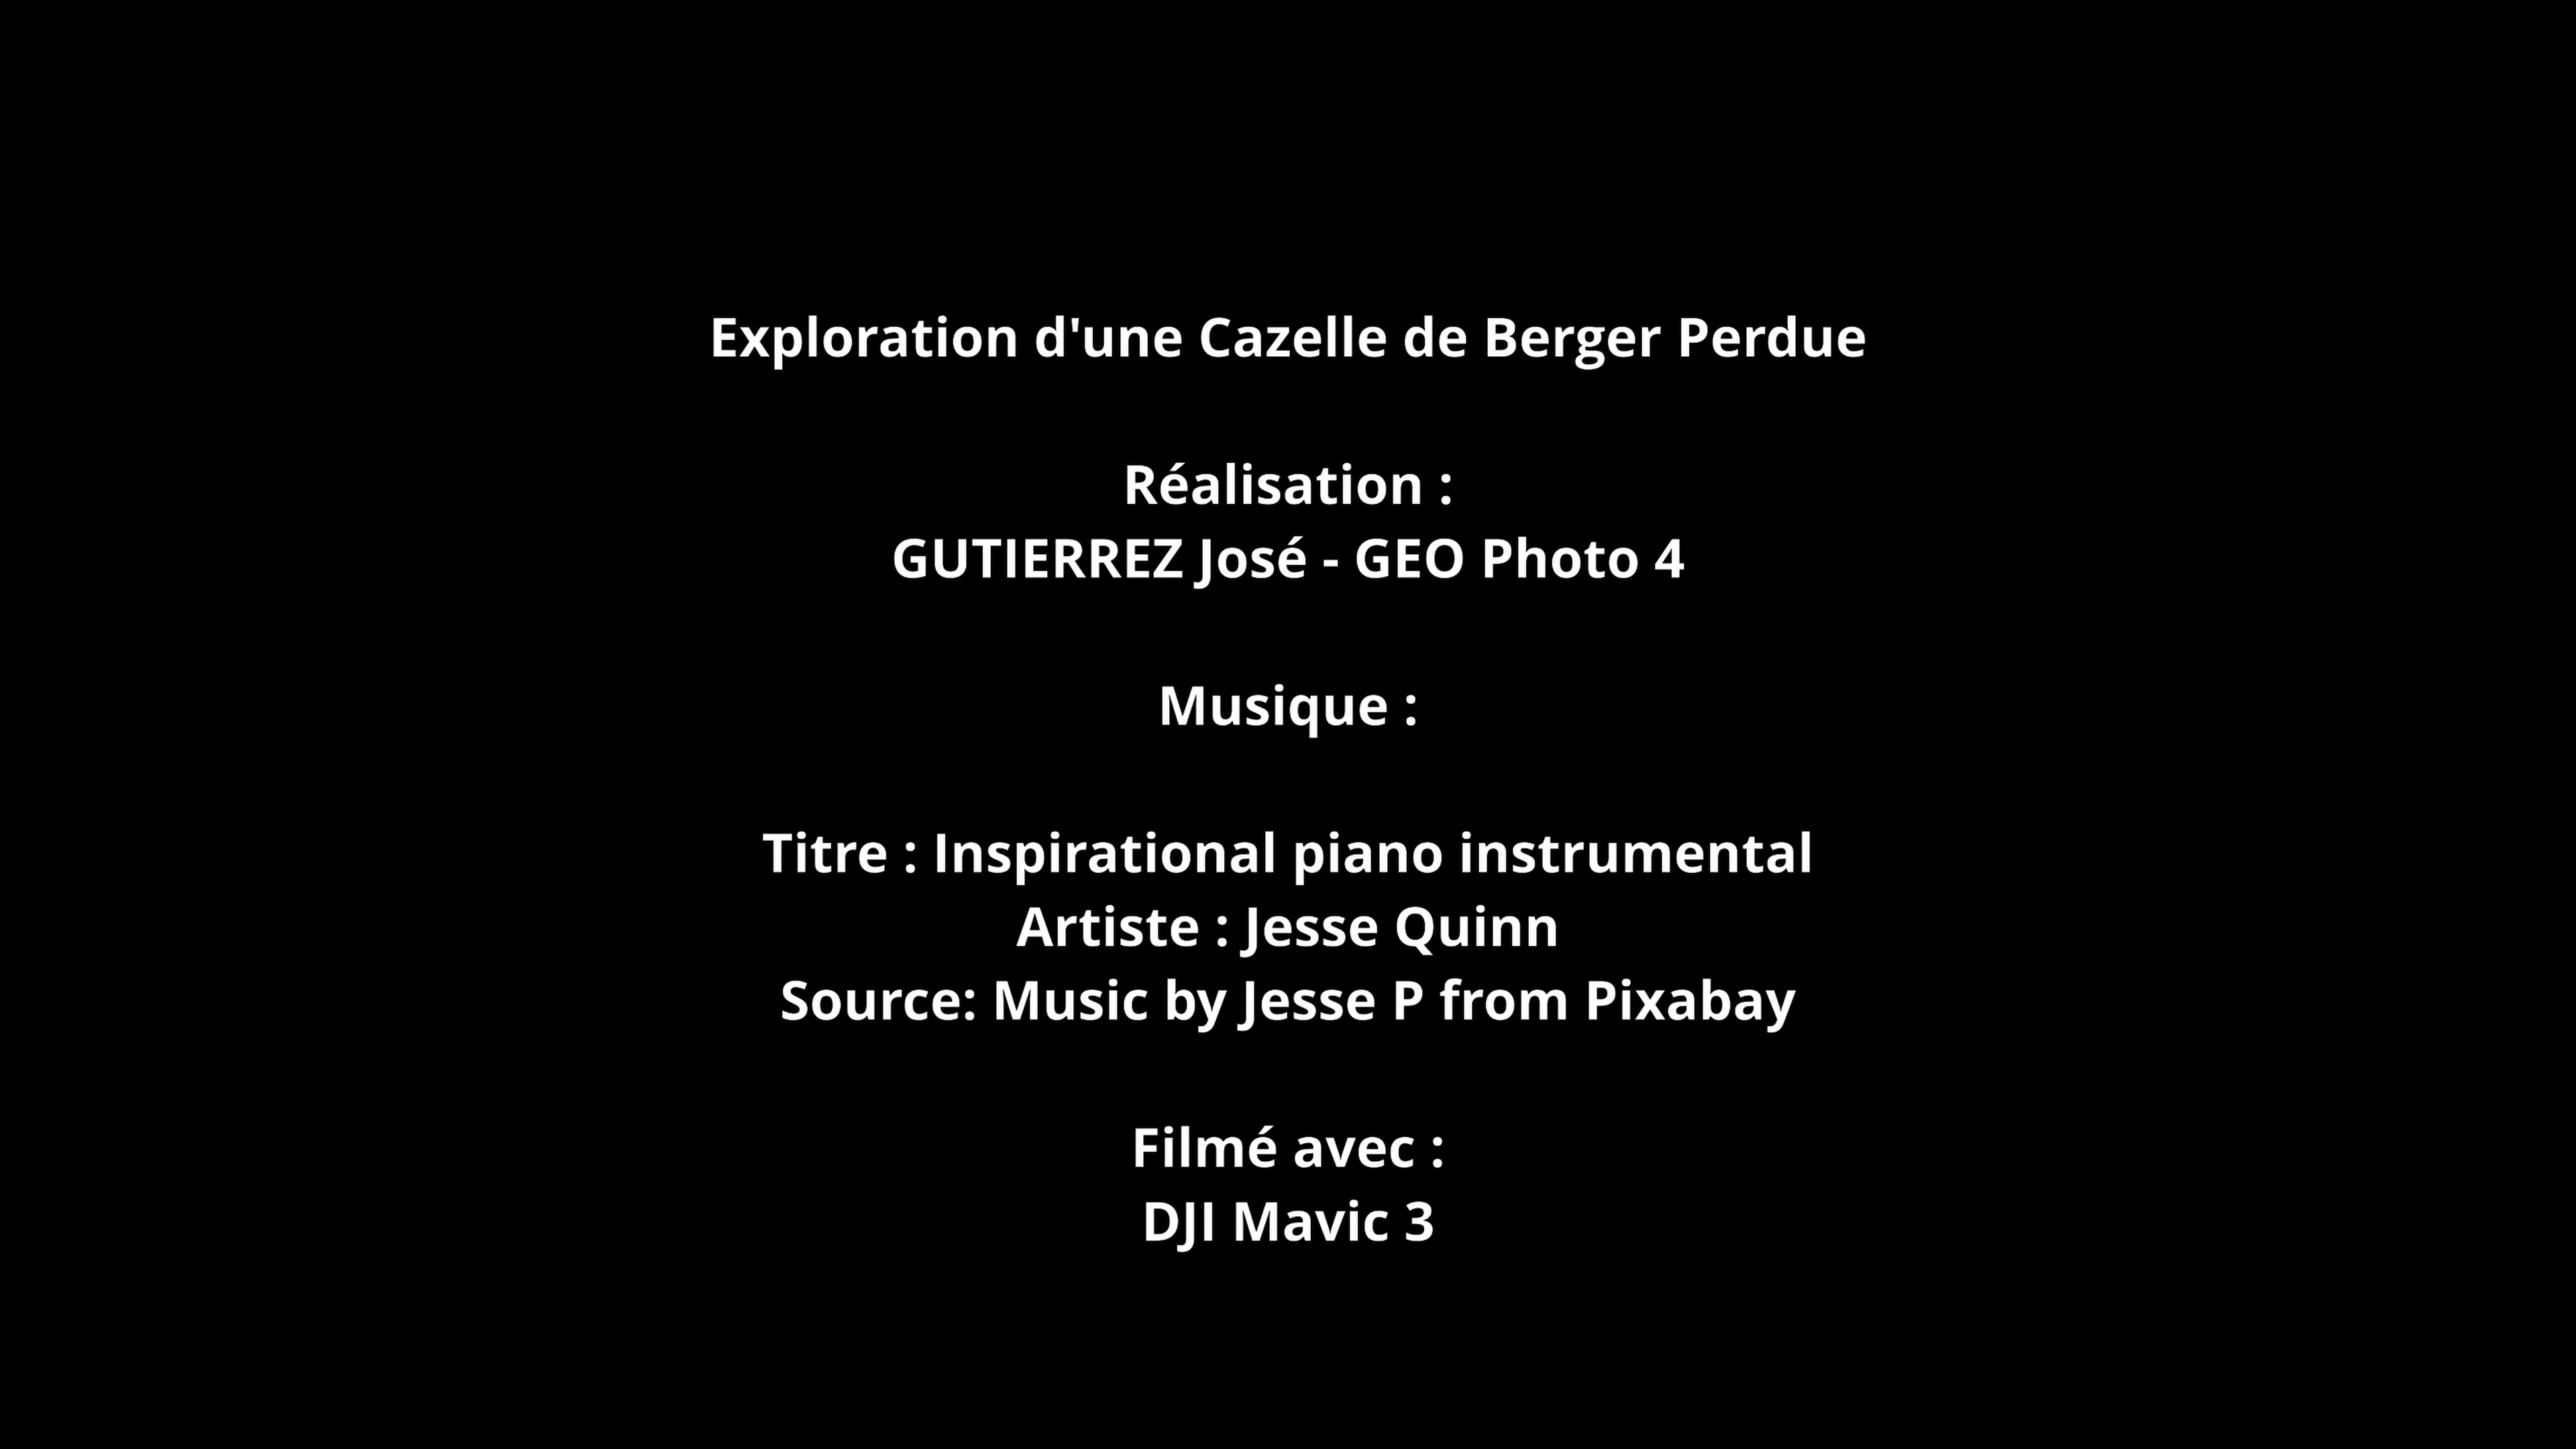 Exploration d'une Cazelle de Berger Perdue
Réalisation :
GUTIERREZ José - GEO Photo 4
Musique :
Titre : Inspirational piano instrumental
Artiste : Jesse Quinn
Source: Music by Jesse P from Pixabay
Filmé avec :
DJI Mavic 3